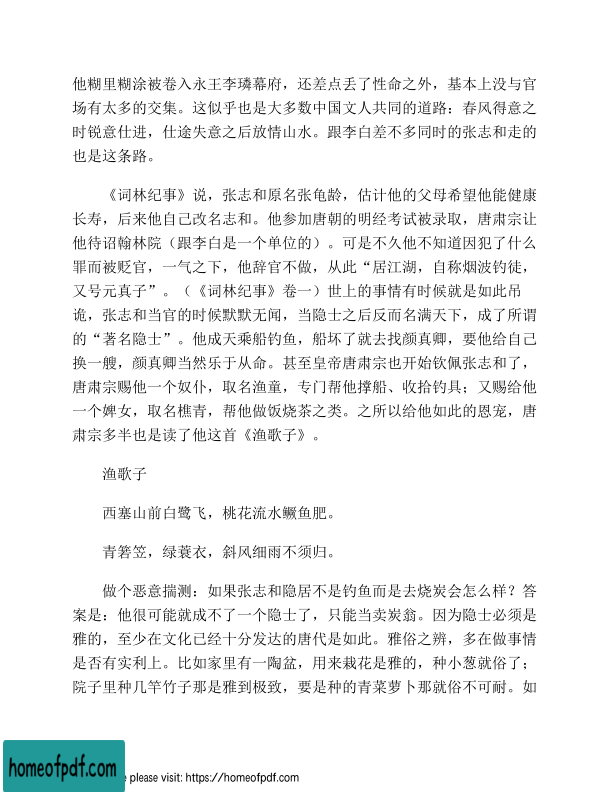 他糊里糊涂被卷入永王李璘幕府，还差点丢了性命之外，基本上没与官
场有太多的交集。这似乎也是大多数中国文人共同的道路：春风得意之
时锐意仕进，仕途失意之后放情山水。跟李白差不多同时的张志和走的
也是这条路。
《词林纪事》说，张志和原名张龟龄，估计他的父母希望他能健康
长寿，后来他自己改名志和。他参加唐朝的明经考试被录取，唐肃宗让
他待诏翰林院（跟李白是一个单位的）。可是不久他不知道因犯了什么
罪而被贬官，一气之下，他辞官不做，从此“居江湖，自称烟波钓徒，
又号元真子”。（《词林纪事》卷一）世上的事情有时候就是如此吊
诡，张志和当官的时候默默无闻，当隐士之后反而名满天下，成了所谓
的“著名隐士”。他成天乘船钓鱼，船坏了就去找颜真卿，要他给自己
换一艘，颜真卿当然乐于从命。甚至皇帝唐肃宗也开始钦佩张志和了，
唐肃宗赐他一个奴仆，取名渔童，专门帮他撑船、收拾钓具；又赐给他
一个婢女，取名樵青，帮他做饭烧茶之类。之所以给他如此的恩宠，唐
肃宗多半也是读了他这首《渔歌子》。
渔歌子
西塞山前白鹭飞，桃花流水鳜鱼肥。
青箬笠，绿蓑衣，斜风细雨不须归。
做个恶意揣测：如果张志和隐居不是钓鱼而是去烧炭会怎么样？答
案是：他很可能就成不了一个隐士了，只能当卖炭翁。因为隐士必须是
雅的，至少在文化已经十分发达的唐代是如此。雅俗之辨，多在做事情
是否有实利上。比如家里有一陶盆，用来栽花是雅的，种小葱就俗了；
院子里种几竿竹子那是雅到极致，要是种的青菜萝卜那就俗不可耐。如
homeofpdf.com
e please visit: https://homeofpdf.com